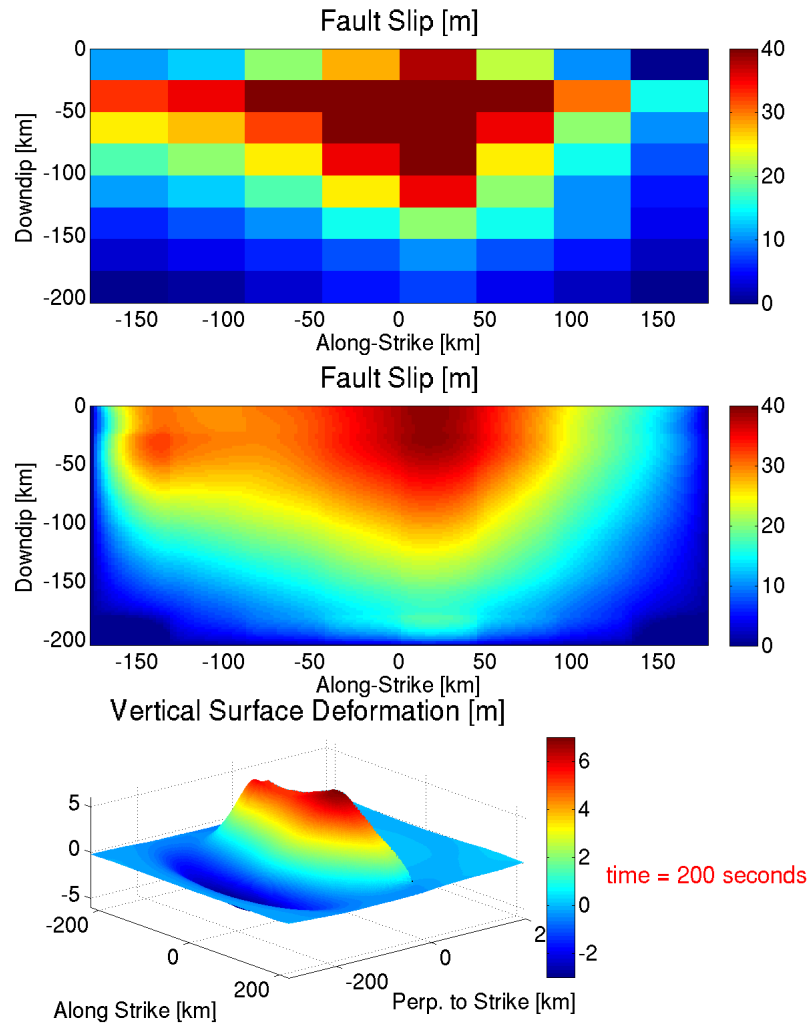 Fault Slip [m]
0
-50
-100
-150
-200
Downdip [km]
-150 -100 -50 0 50 100 150
Along-Strike [km]
40
30
20
10
0
Fault Slip [m]
0
-50
-100
-150
-200
Downdip [km]
-150 -100 -50 0 50 100 150
Along-Strike [km]
40
30
20
10
0
Vertical Surface Deformation [m]
5
0
-5
-200
0
200
Along Strike [km]
-200
0
2
Perp. to Strike [km]
6
4
2
0
-2
time = 200 seconds